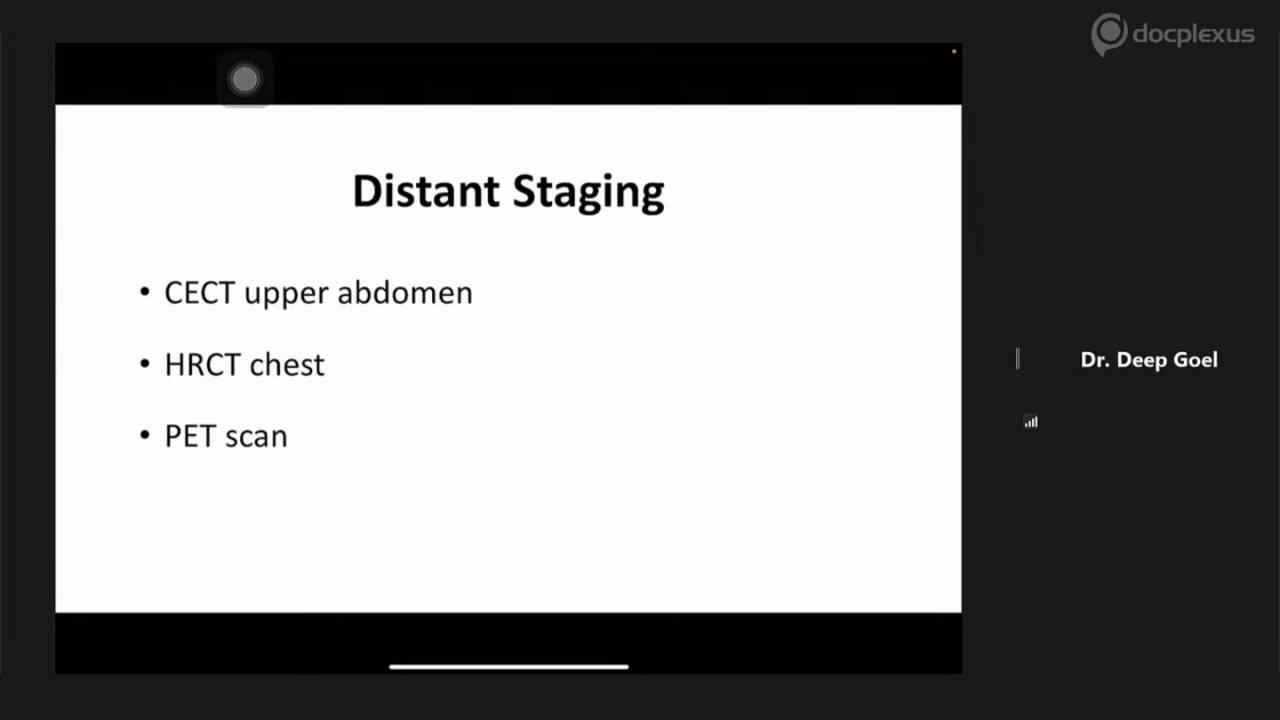 docplexus
Distant Staging
• CECT upper abdomen
• HRCT chest
• PET scan
Dr. Deep Goel